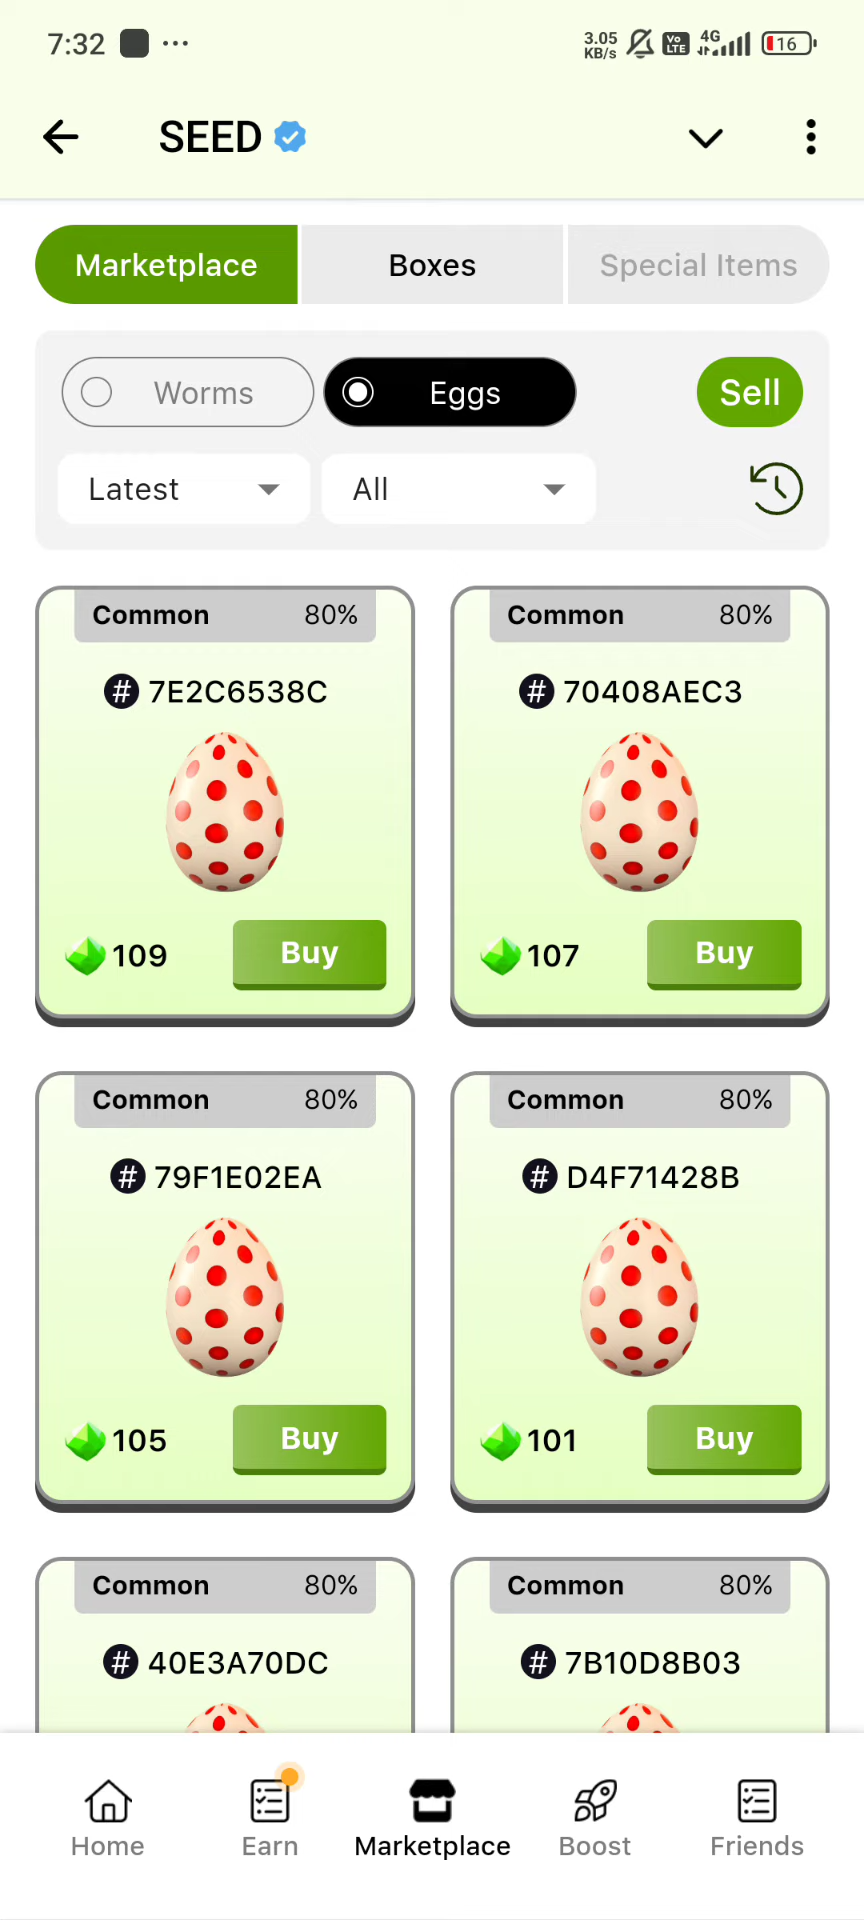 7:32 ... 3.05 KB/s Vo LTE 4G 16
SEED
Marketplace Boxes Special Items
Worms Eggs Sell
Latest All
Common 80% Common 80%
# 7E2C6538C # 70408AEC3
109 Buy 107 Buy
Common 80% Common 80%
# 79F1E02EA # D4F71428B
105 Buy 101 Buy
Common 80% Common 80%
# 40E3A70DC # 7B10D8B03
Home Earn Marketplace Boost Friends